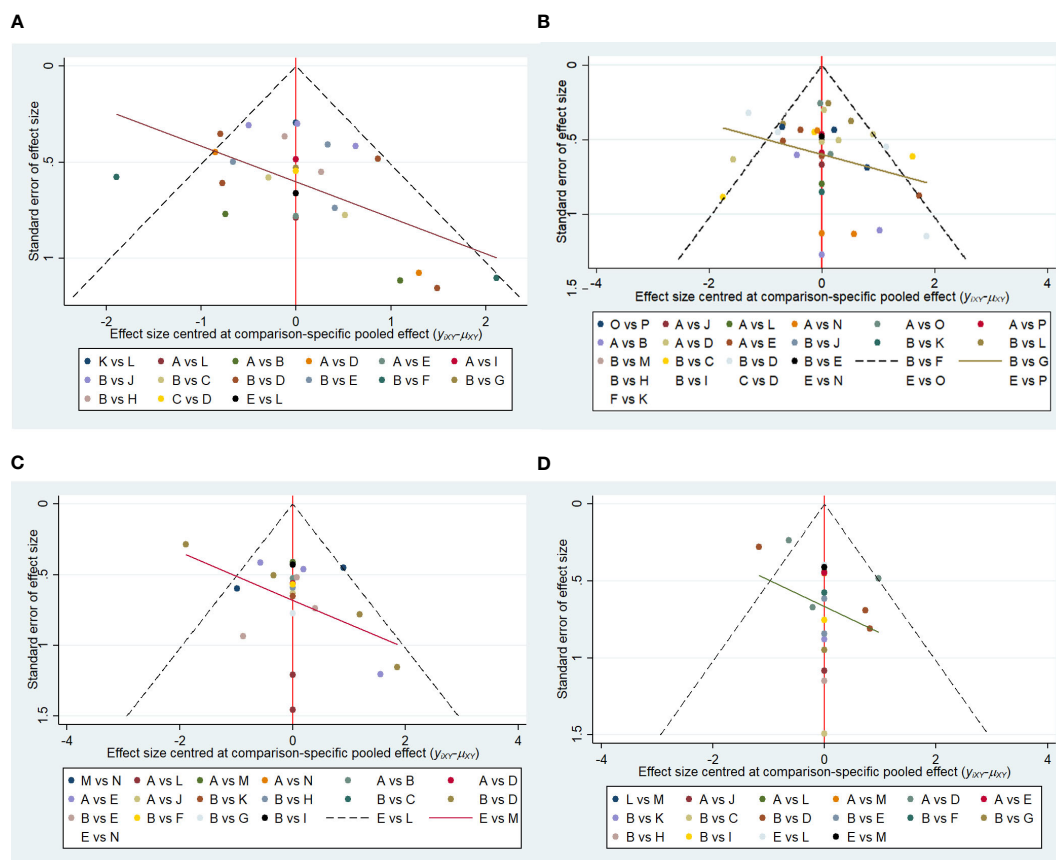 A
0
.5
1
Standard error of effect size
-2
-1
0
1
2
Effect size centred at comparison-specific pooled effect (yiXY-μXY)
K vs L A vs L A vs B A vs D A vs E A vs I
B vs J B vs C B vs D B vs E B vs F B vs G
B vs H C vs D E vs L
B
0
.5
1
1.5
Standard error of effect size
-4
-2
0
2
4
Effect size centred at comparison-specific pooled effect (yiXY-μXY)
O vs P A vs J A vs L A vs N A vs O A vs P
A vs B A vs D A vs E B vs J B vs K B vs L
B vs M B vs C B vs D B vs E B vs F B vs G
B vs H B vs I C vs D E vs N E vs O E vs P
F vs K
C
0
.5
1
1.5
Standard error of effect size
-4
-2
0
2
4
Effect size centred at comparison-specific pooled effect (yiXY-μXY)
M vs N A vs L A vs M A vs N A vs B A vs D
A vs E A vs J B vs K B vs H B vs C B vs D
B vs E B vs F B vs G B vs I E vs L E vs M
E vs N
D
0
.5
1
1.5
Standard error of effect size
-4
-2
0
2
4
Effect size centred at comparison-specific pooled effect (yiXY-μXY)
L vs M A vs J A vs L A vs M A vs D A vs E
B vs K B vs C B vs D B vs E B vs F B vs G
B vs H B vs I E vs L E vs M